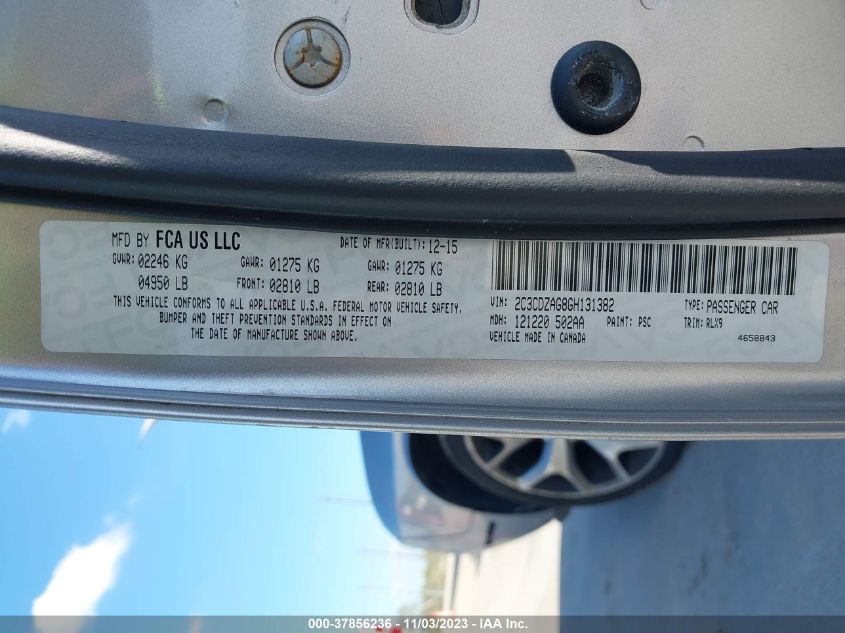 MFD BY FCA US LLC
DATE OF MFR(BUILT): 12-15
GVWR: 02246 KG GAWR: 01275 KG GAWR: 01275 KG
04950 LB FRONT: 02810 LB REAR: 02810 LB
THIS VEHICLE CONFORMS TO ALL APPLICABLE U.S.A. FEDERAL MOTOR VEHICLE SAFETY,
BUMPER AND THEFT PREVENTION STANDARDS IN EFFECT ON
THE DATE OF MANUFACTURE SHOWN ABOVE.
VIN: 2C3CDZAG8GH131382 TYPE: PASSENGER CAR
MDH: 121220 502AA PAINT: PSC TRIM: RLX9
VEHICLE MADE IN CANADA 4658843
000-37856236 - 11/03/2023 - IAA Inc.